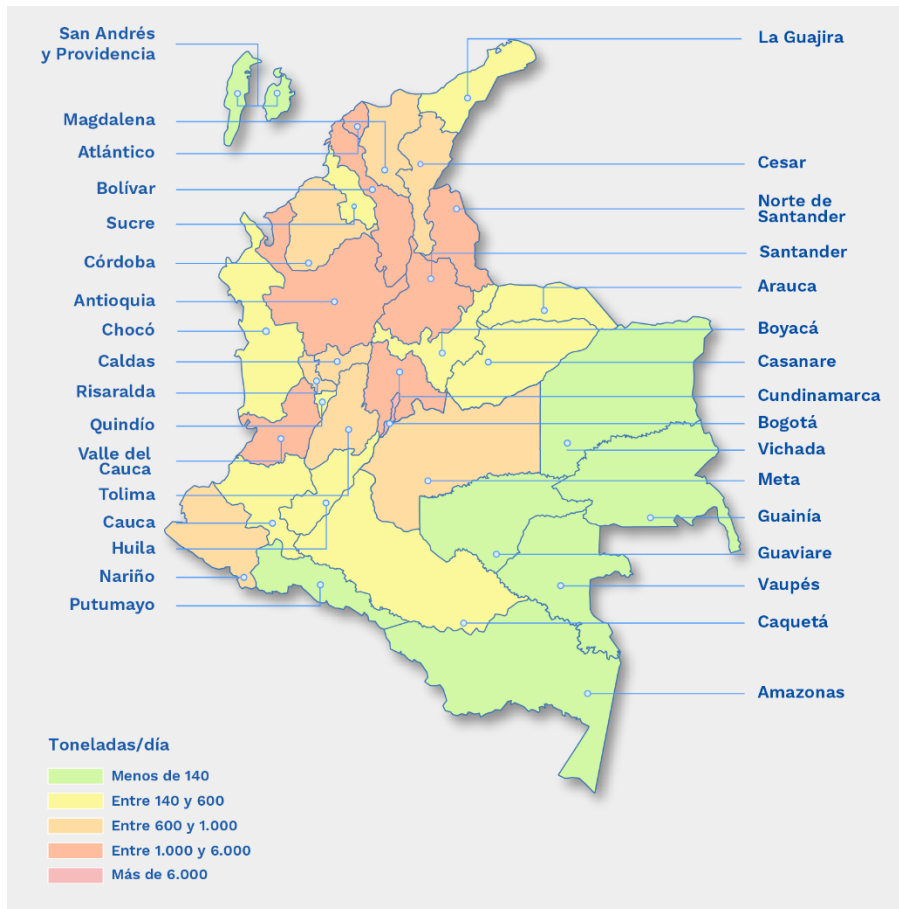 San Andrés
y Providencia
Magdalena
Atlántico
Bolívar
Sucre
Córdoba
Antioquia
Chocó
Caldas
Risaralda
Quindío
Valle del
Cauca
Tolima
Cauca
Huila
Nariño
Putumayo
La Guajira
Cesar
Norte de
Santander
Santander
Arauca
Boyacá
Casanare
Cundinamarca
Bogotá
Vichada
Meta
Guainía
Guaviare
Vaupés
Caquetá
Amazonas
Toneladas/día
Menos de 140
Entre 140 y 600
Entre 600 y 1.000
Entre 1.000 y 6.000
Más de 6.000